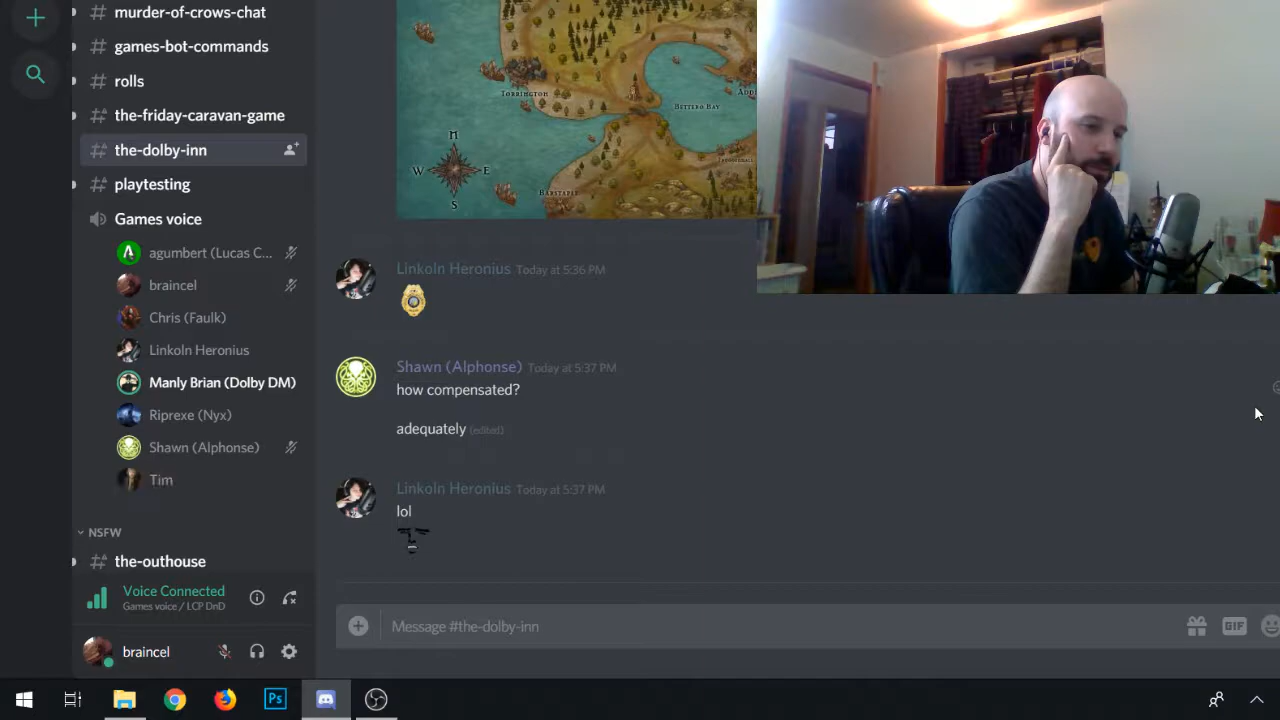 murder-of-crows-chat
games-bot-commands
rolls
the-friday-caravan-game
the-dolby-inn
playtesting
Games voice
agumbert (Lucas C...
braincel
Chris (Faulk)
Linkoln Heronius
Manly Brian (Dolby DM)
Riprexe (Nyx)
Shawn (Alphonse)
Tim
NSFW
the-outhouse
Voice Connected
Games voice / LCP DnD
braincel
Torrington
Bettero Bay
N
W E
S
Barstaple
Linkoln Heronius Today at 5:36 PM
Shawn (Alphonse) Today at 5:37 PM
how compensated?
adequately (edited)
Linkoln Heronius Today at 5:37 PM
lol
Message #the-dolby-inn
GIF
Ps